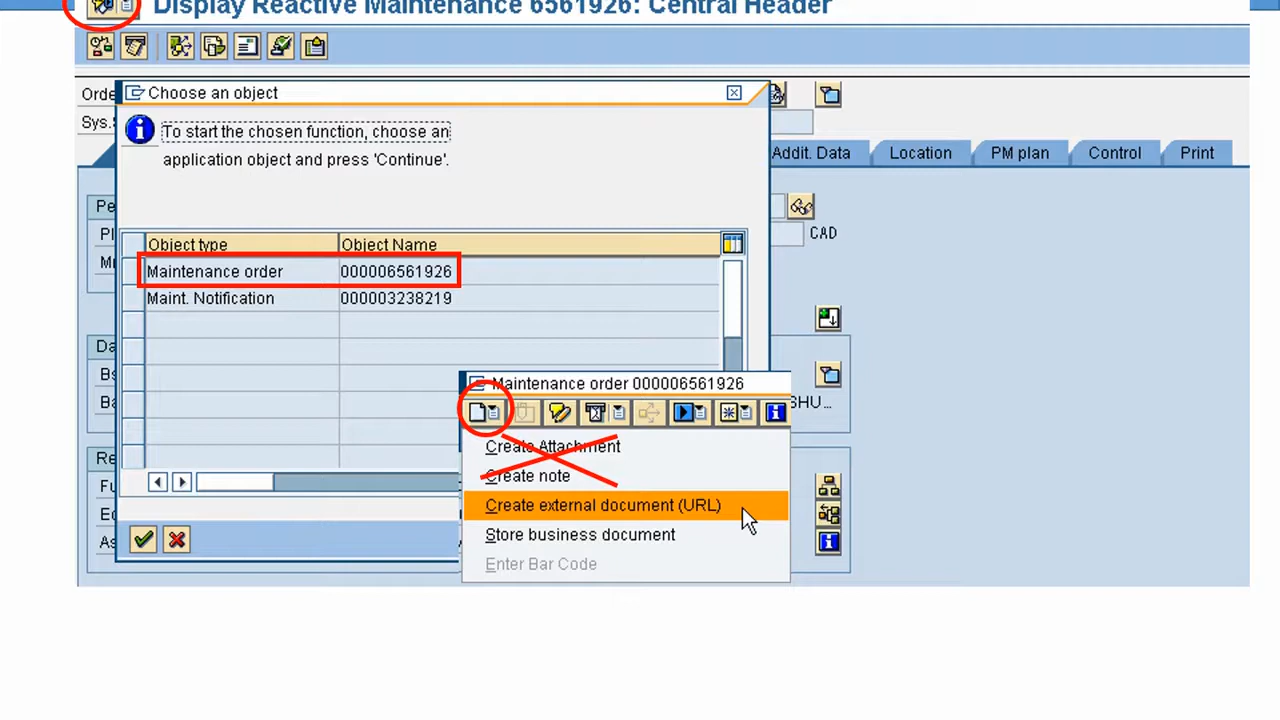 Display Reactive Maintenance 6561926: Central Header
Choose an object
To start the chosen function, choose an
application object and press 'Continue'.
Addit. Data
Location
PM plan
Control
Print
CAD
Object type
Object Name
Maintenance order
000006561926
Maint. Notification
000003238219
Maintenance order 000006561926
Create Attachment
Create note
Create external document (URL)
Store business document
Enter Bar Code